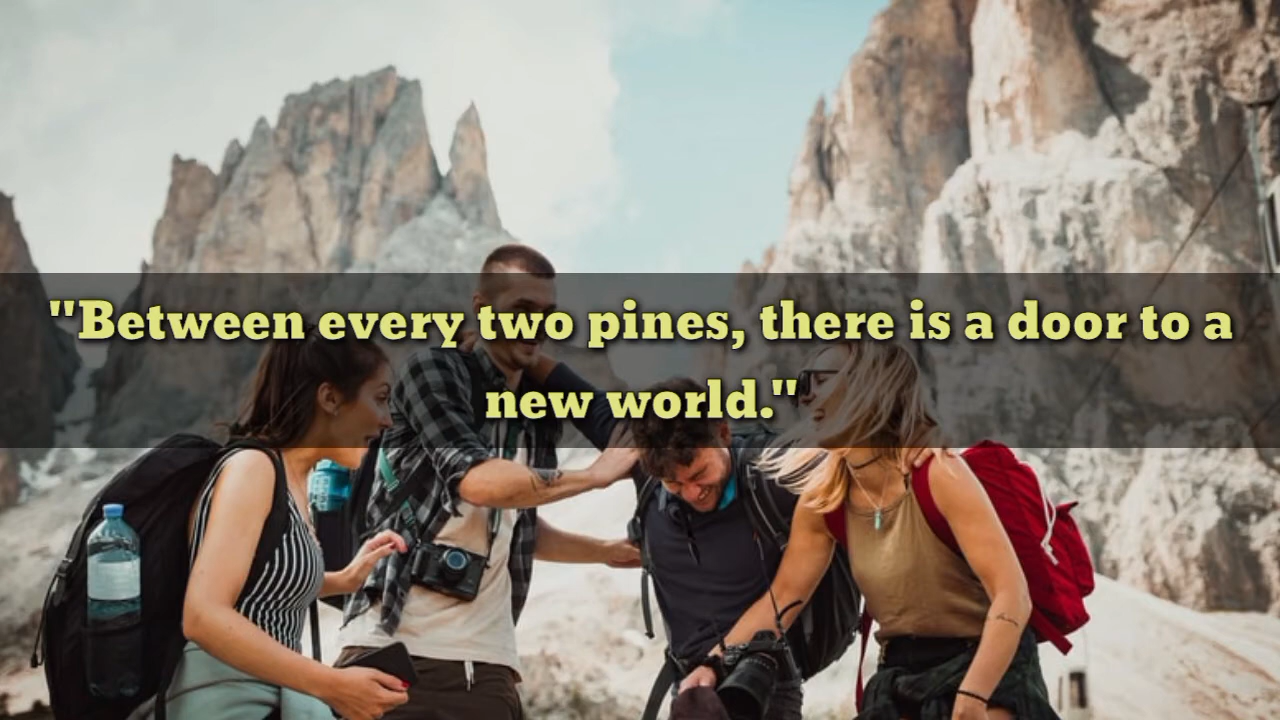 "Between every two pines, there is a door to a
new world."